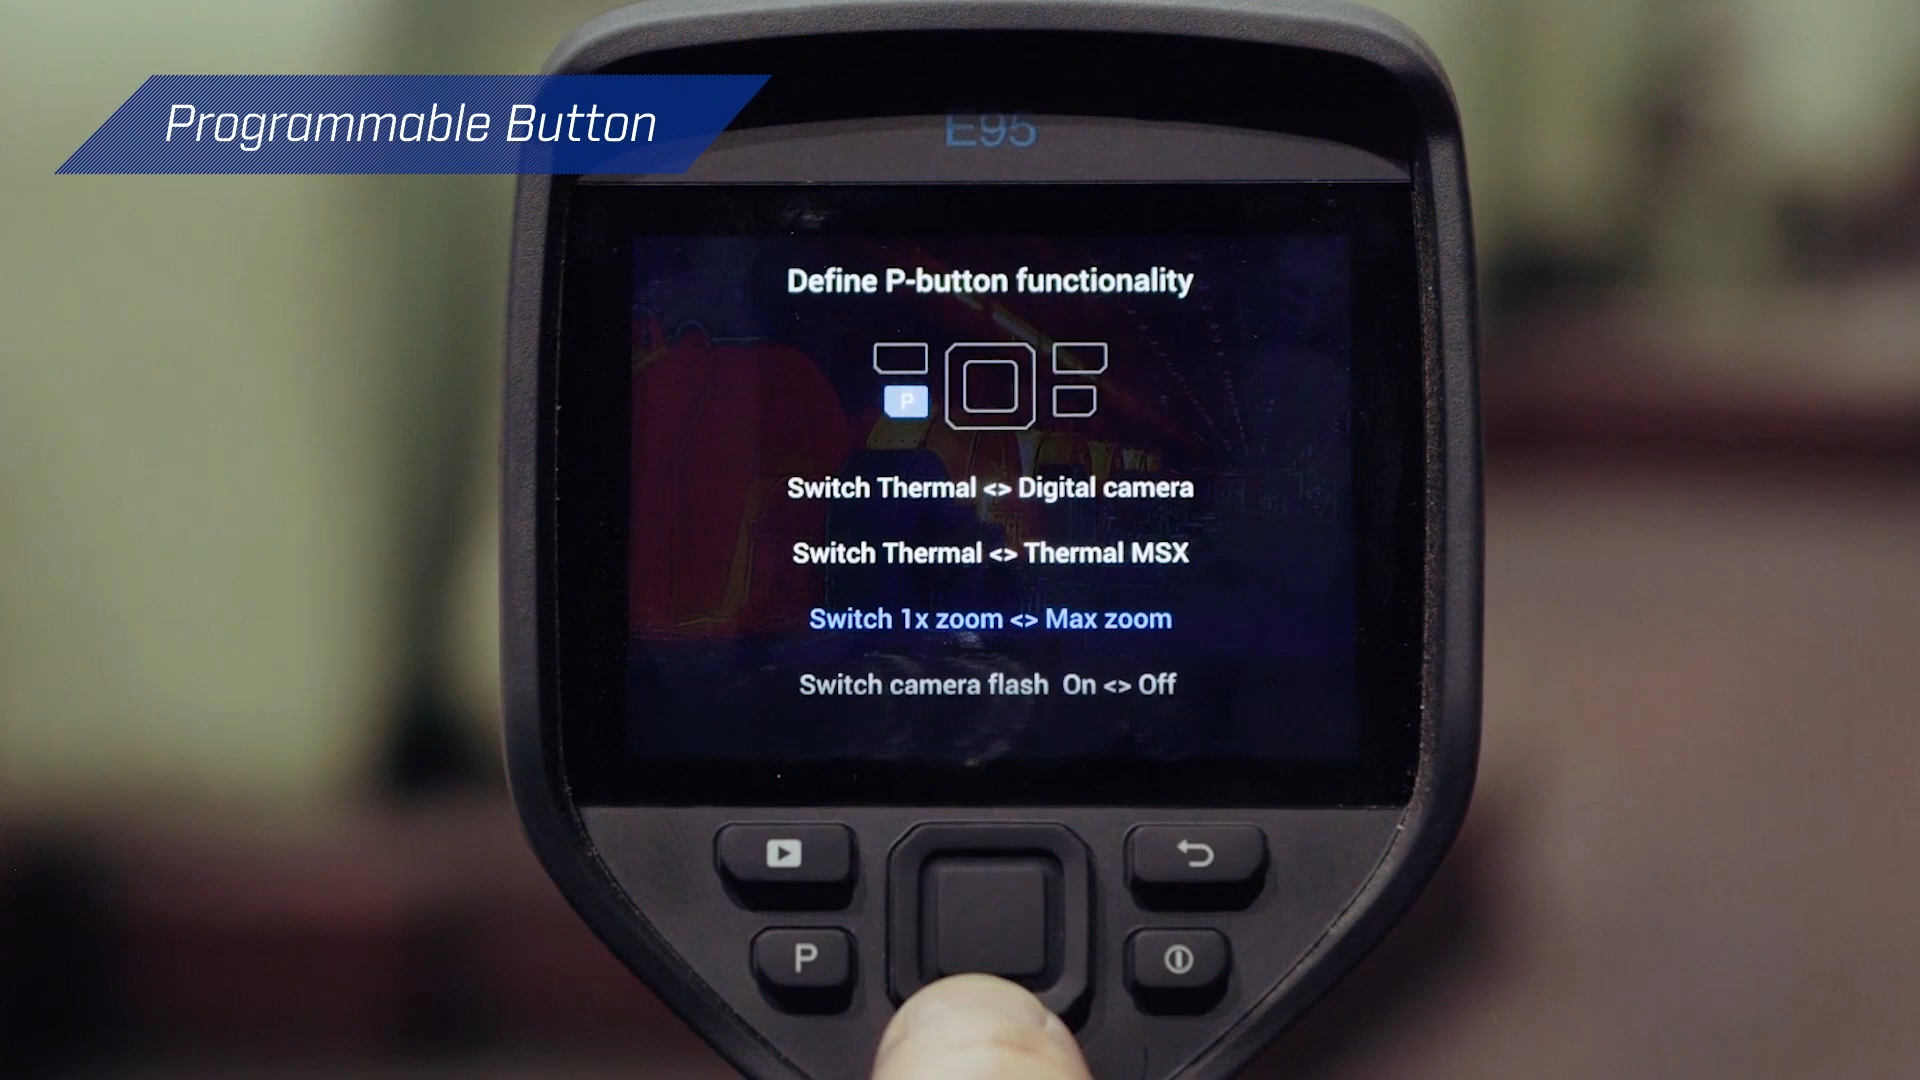 Programmable Button
E95
Define P-button functionality
P
Switch Thermal <> Digital camera
Switch Thermal <> Thermal MSX
Switch 1x zoom <> Max zoom
Switch camera flash On <> Off
P